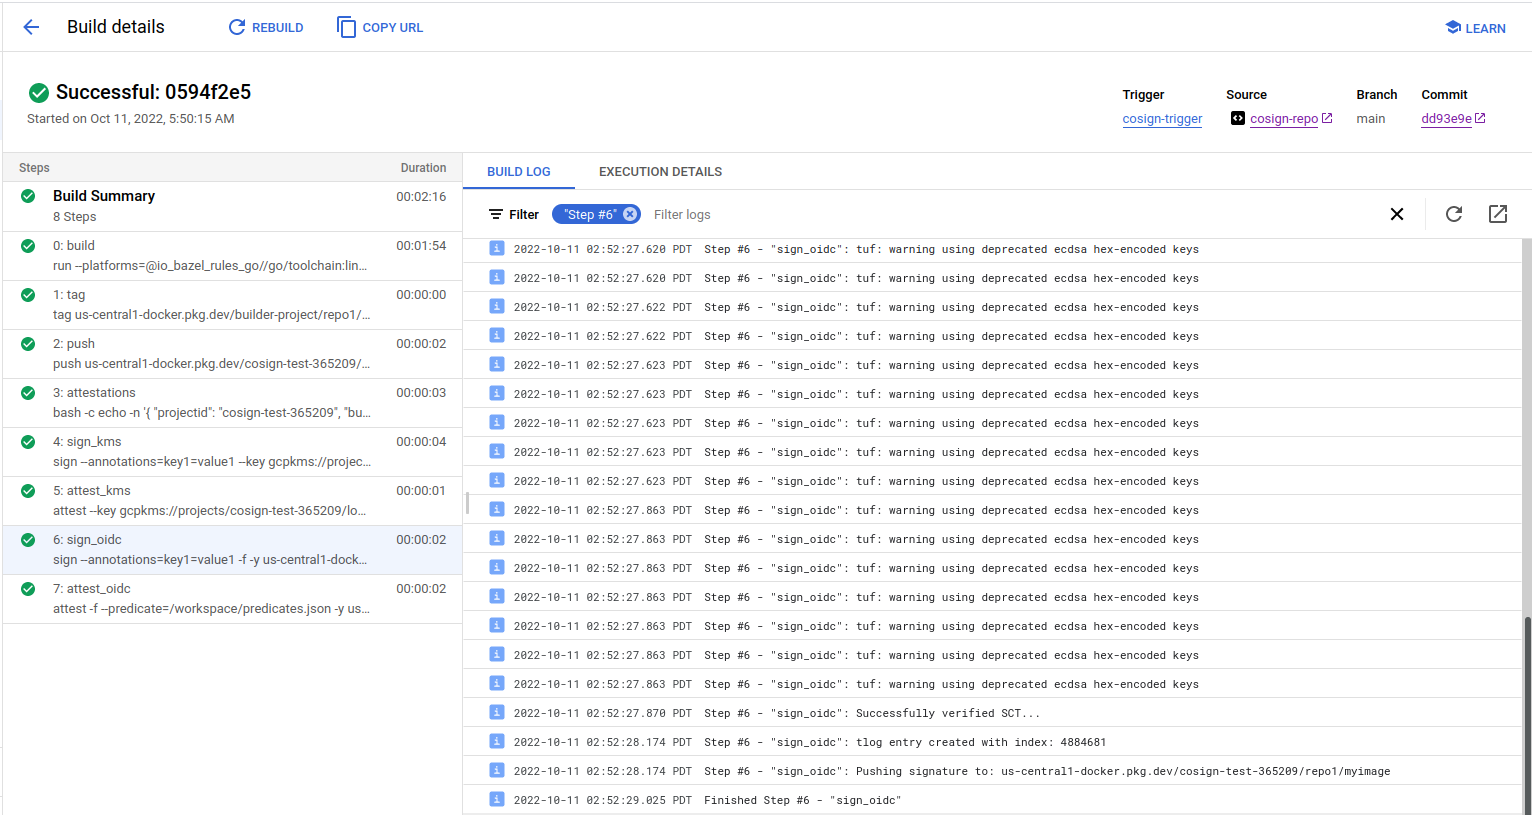 Build details
REBUILD
COPY URL
LEARN
Successful: 0594f2e5
Started on Oct 11, 2022, 5:50:15 AM
Trigger
Source
Branch
Commit
cosign-trigger
cosign-repo
main
dd93e9e
Steps
Duration
Build Summary
00:02:16
8 Steps
0: build
00:01:54
run --platforms=@io_bazel_rules_go//go/toolchain:lin...
1: tag
00:00:00
tag us-central1-docker.pkg.dev/builder-project/repo1/...
2: push
00:00:02
push us-central1-docker.pkg.dev/cosign-test-365209/...
3: attestations
00:00:03
bash -c echo -n '{ "projectid": "cosign-test-365209", "bu...
4: sign_kms
00:00:04
sign --annotations=key1=value1 --key gcpkms://projec...
5: attest_kms
00:00:01
attest --key gcpkms://projects/cosign-test-365209/lo...
6: sign_oidc
00:00:02
sign --annotations=key1=value1 -f -y us-central1-dock...
7: attest_oidc
00:00:02
attest -f --predicate=/workspace/predicates.json -y us...
BUILD LOG
EXECUTION DETAILS
Filter
"Step #6"
Filter logs
2022-10-11 02:52:27.620 PDT Step #6 - "sign_oidc": tuf: warning using deprecated ecdsa hex-encoded keys
2022-10-11 02:52:27.620 PDT Step #6 - "sign_oidc": tuf: warning using deprecated ecdsa hex-encoded keys
2022-10-11 02:52:27.622 PDT Step #6 - "sign_oidc": tuf: warning using deprecated ecdsa hex-encoded keys
2022-10-11 02:52:27.622 PDT Step #6 - "sign_oidc": tuf: warning using deprecated ecdsa hex-encoded keys
2022-10-11 02:52:27.623 PDT Step #6 - "sign_oidc": tuf: warning using deprecated ecdsa hex-encoded keys
2022-10-11 02:52:27.623 PDT Step #6 - "sign_oidc": tuf: warning using deprecated ecdsa hex-encoded keys
2022-10-11 02:52:27.623 PDT Step #6 - "sign_oidc": tuf: warning using deprecated ecdsa hex-encoded keys
2022-10-11 02:52:27.623 PDT Step #6 - "sign_oidc": tuf: warning using deprecated ecdsa hex-encoded keys
2022-10-11 02:52:27.623 PDT Step #6 - "sign_oidc": tuf: warning using deprecated ecdsa hex-encoded keys
2022-10-11 02:52:27.863 PDT Step #6 - "sign_oidc": tuf: warning using deprecated ecdsa hex-encoded keys
2022-10-11 02:52:27.863 PDT Step #6 - "sign_oidc": tuf: warning using deprecated ecdsa hex-encoded keys
2022-10-11 02:52:27.863 PDT Step #6 - "sign_oidc": tuf: warning using deprecated ecdsa hex-encoded keys
2022-10-11 02:52:27.863 PDT Step #6 - "sign_oidc": tuf: warning using deprecated ecdsa hex-encoded keys
2022-10-11 02:52:27.863 PDT Step #6 - "sign_oidc": tuf: warning using deprecated ecdsa hex-encoded keys
2022-10-11 02:52:27.863 PDT Step #6 - "sign_oidc": tuf: warning using deprecated ecdsa hex-encoded keys
2022-10-11 02:52:27.863 PDT Step #6 - "sign_oidc": tuf: warning using deprecated ecdsa hex-encoded keys
2022-10-11 02:52:27.870 PDT Step #6 - "sign_oidc": Successfully verified SCT...
2022-10-11 02:52:28.174 PDT Step #6 - "sign_oidc": tlog entry created with index: 4884681
2022-10-11 02:52:28.174 PDT Step #6 - "sign_oidc": Pushing signature to: us-central1-docker.pkg.dev/cosign-test-365209/repo1/myimage
2022-10-11 02:52:29.025 PDT Finished Step #6 - "sign_oidc"